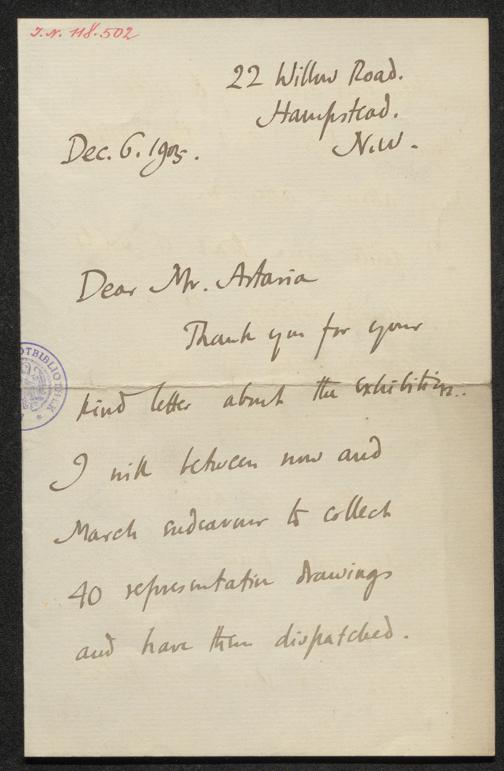 I.N. 118.502
22 Willow Road.
Hampstead.
N.W.
Dec. 6. 1905.
Dear Mr. Artaria
Thank you for your
kind letter about the exhibition.
I will between now and
March endeavour to collect
40 representative drawings
and have them dispatched.